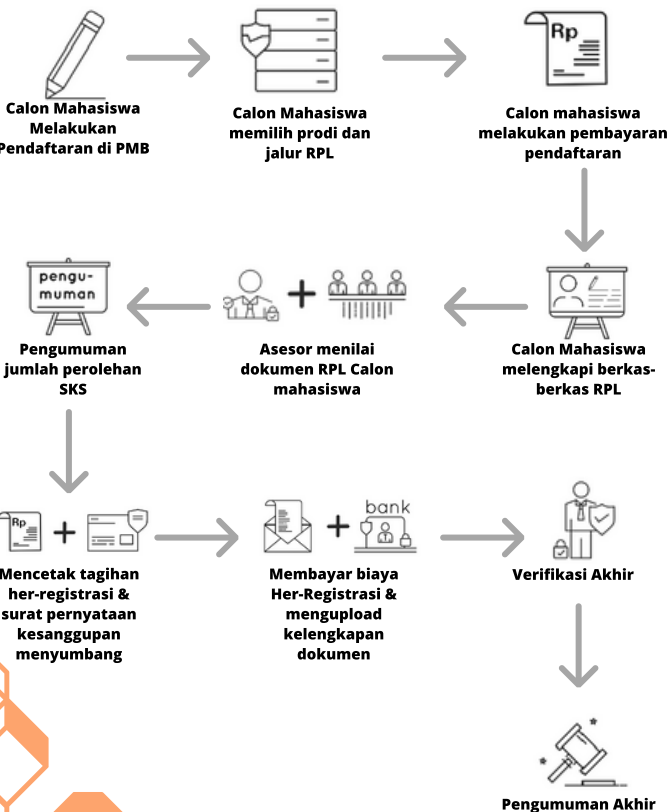 Calon Mahasiswa
Melakukan
Pendaftaran di PMB
Calon Mahasiswa
memilih prodi dan
jalur RPL
Rp
Calon mahasiswa
melakukan pembayaran
pendaftaran
Calon Mahasiswa
melengkapi berkas-
berkas RPL
Asesor menilai
dokumen RPL Calon
mahasiswa
pengu-
muman
Pengumuman
jumlah perolehan
SKS
Rp
Mencetak tagihan
her-registrasi &
surat pernyataan
kesanggupan
menyumbang
bank
Membayar biaya
Her-Registrasi &
mengupload
kelengkapan
dokumen
Verifikasi Akhir
Pengumuman Akhir